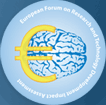 European Forum on Research and Technology Development Impact Assessment